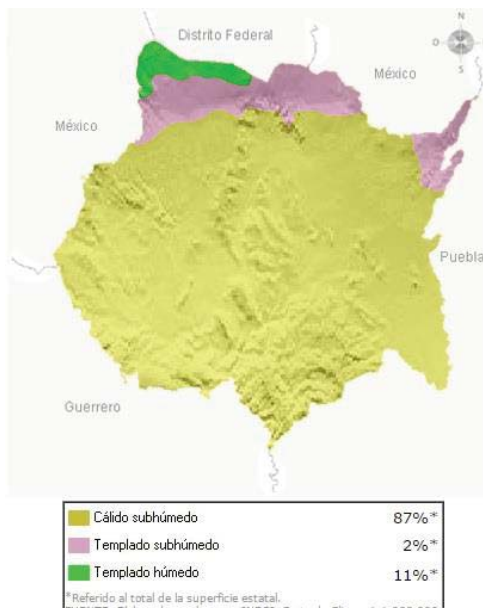 Distrito Federal
N
O
S
México
México
Puebla
Guerrero
Cálido subhúmedo 87%*
Templado subhúmedo 2%*
Templado húmedo 11%*
*Referido al total de la superficie estatal.